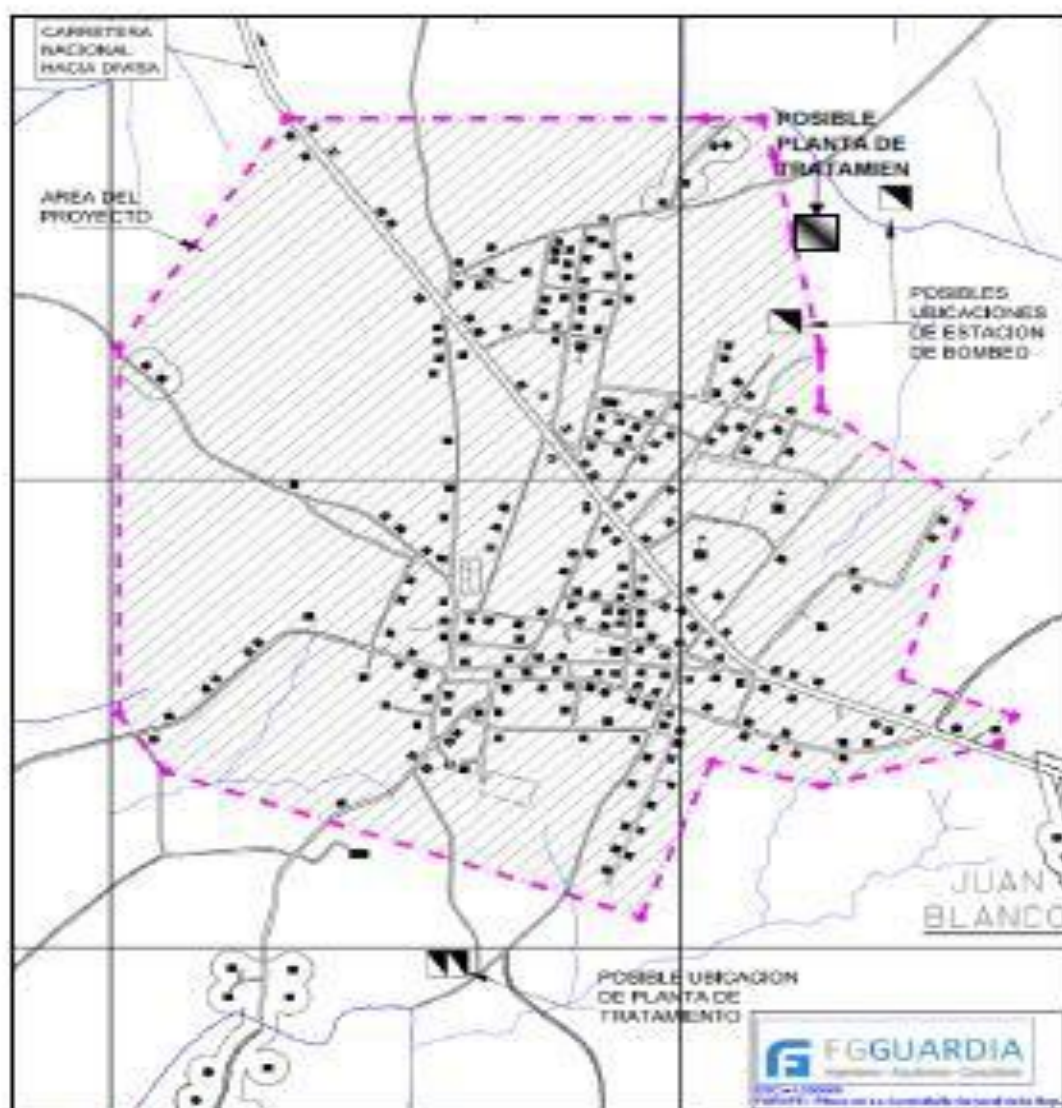 CARRETERA
NACIONAL
HACIA DIVISA
POSIBLE
PLANTA DE
TRATAMIEN
AREA DEL
PROYECTO
POSIBLES
UBICACIONES
DE ESTACION
DE BOMBEO
JUAN
BLANCO
POSIBLE UBICACION
DE PLANTA DE
TRATAMIENTO
FGGUARDIA